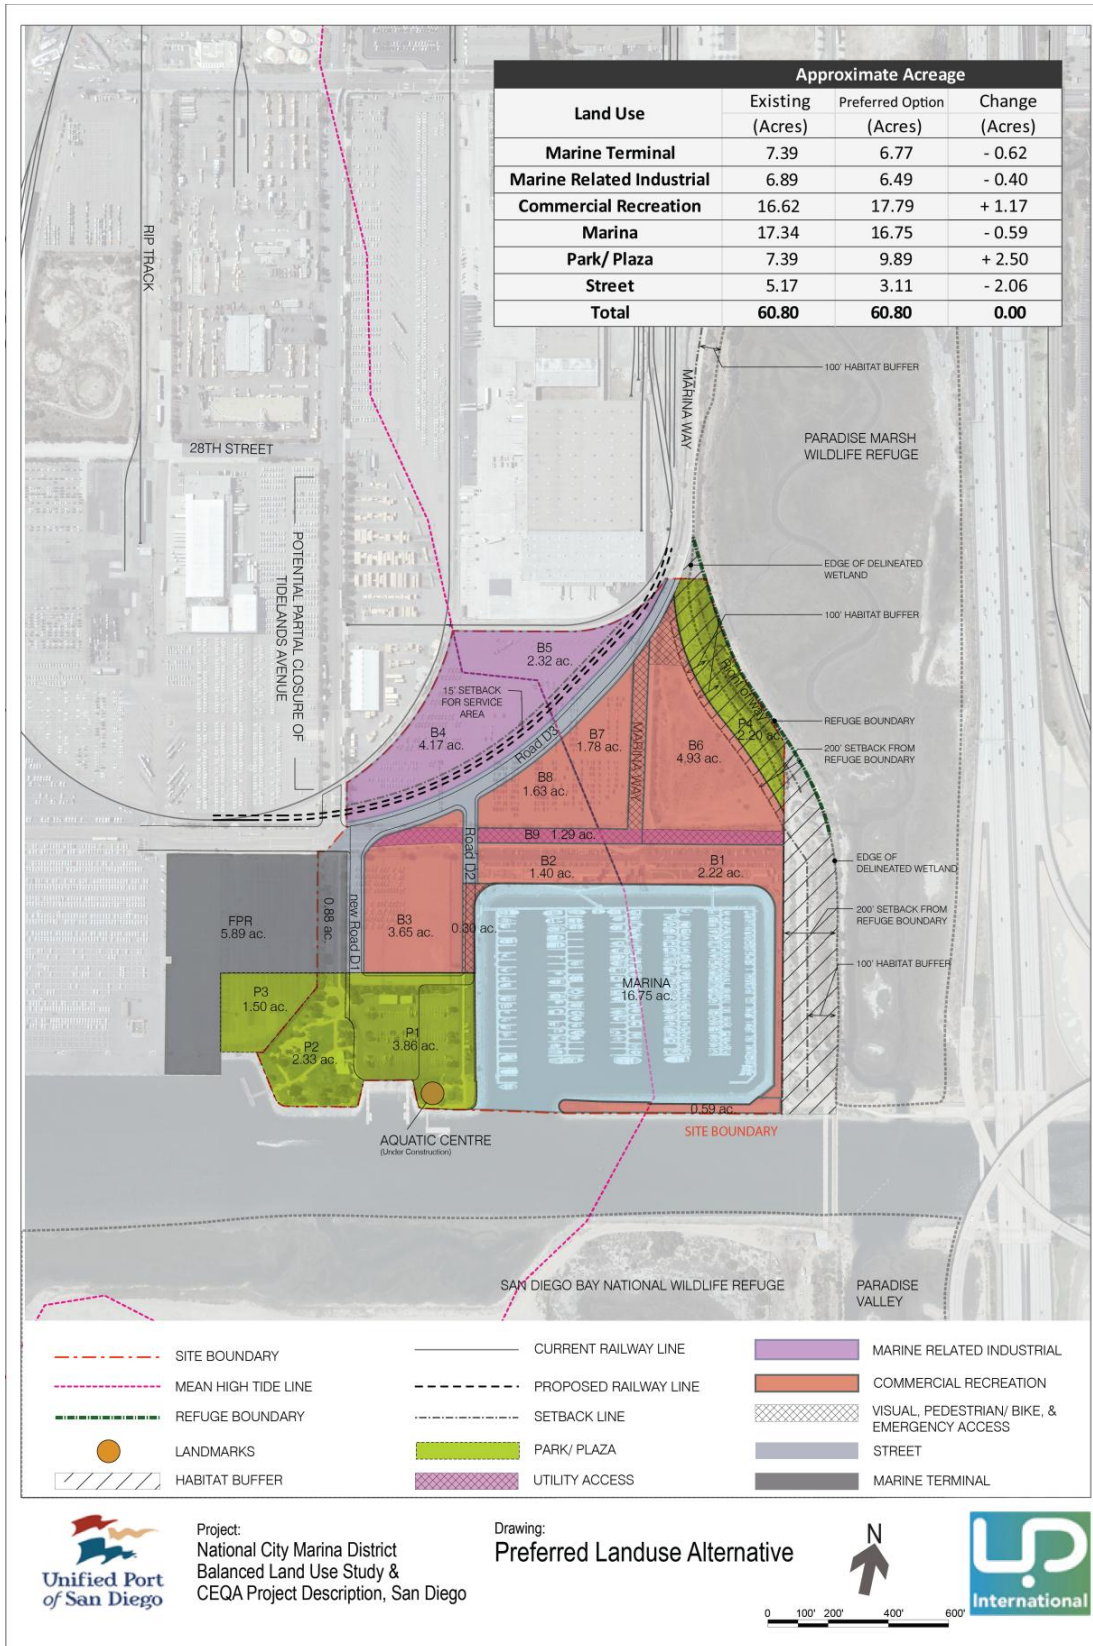 Approximate Acreage
Land Use
Existing
Preferred Option
Change
(Acres)
(Acres)
(Acres)
Marine Terminal 7.39 6.77 - 0.62
Marine Related Industrial 6.89 6.49 - 0.40
Commercial Recreation 16.62 17.79 + 1.17
Marina 17.34 16.75 - 0.59
Park/ Plaza 7.39 9.89 + 2.50
Street 5.17 3.11 - 2.06
Total 60.80 60.80 0.00
RIP TRACK
MARINA WAY
100' HABITAT BUFFER
PARADISE MARSH
WILDLIFE REFUGE
28TH STREET
POTENTIAL PARTIAL CLOSURE OF
TIDELANDS AVENUE
EDGE OF DELINEATED
WETLAND
100' HABITAT BUFFER
B5
2.32 ac.
15' SETBACK
FOR SERVICE
AREA
B4
4.17 ac.
Road D3
B7
1.78 ac.
MARINA WAY
B6
4.93 ac.
Right of way
P4
2.20 ac.
REFUGE BOUNDARY
200' SETBACK FROM
REFUGE BOUNDARY
B8
1.63 ac.
Road D2
B9 1.29 ac.
B2
1.40 ac.
B1
2.22 ac.
EDGE OF
DELINEATED WETLAND
FPR
5.89 ac.
0.88 ac.
new Road D1
B3
3.65 ac.
0.30 ac.
200' SETBACK FROM
REFUGE BOUNDARY
100' HABITAT BUFFER
MARINA
16.75 ac.
P3
1.50 ac.
P2
2.33 ac.
P1
3.86 ac.
0.59 ac.
SITE BOUNDARY
AQUATIC CENTRE
(Under Construction)
SAN DIEGO BAY NATIONAL WILDLIFE REFUGE
PARADISE
VALLEY
SITE BOUNDARY
MEAN HIGH TIDE LINE
REFUGE BOUNDARY
LANDMARKS
HABITAT BUFFER
CURRENT RAILWAY LINE
PROPOSED RAILWAY LINE
SETBACK LINE
PARK/ PLAZA
UTILITY ACCESS
MARINE RELATED INDUSTRIAL
COMMERCIAL RECREATION
VISUAL, PEDESTRIAN/ BIKE, &
EMERGENCY ACCESS
STREET
MARINE TERMINAL
Unified Port
of San Diego
Project:
National City Marina District
Balanced Land Use Study &
CEQA Project Description, San Diego
Drawing:
Preferred Landuse Alternative
N
0 100' 200' 400' 600'
UP
International